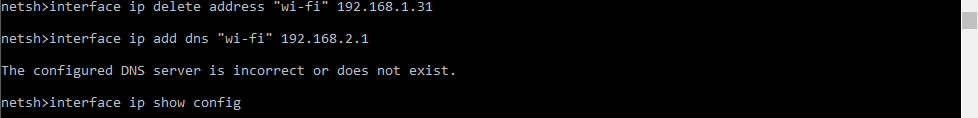 netsh>interface ip delete address "wi-fi" 192.168.1.31
netsh>interface ip add dns "wi-fi" 192.168.2.1
The configured DNS server is incorrect or does not exist.
netsh>interface ip show config